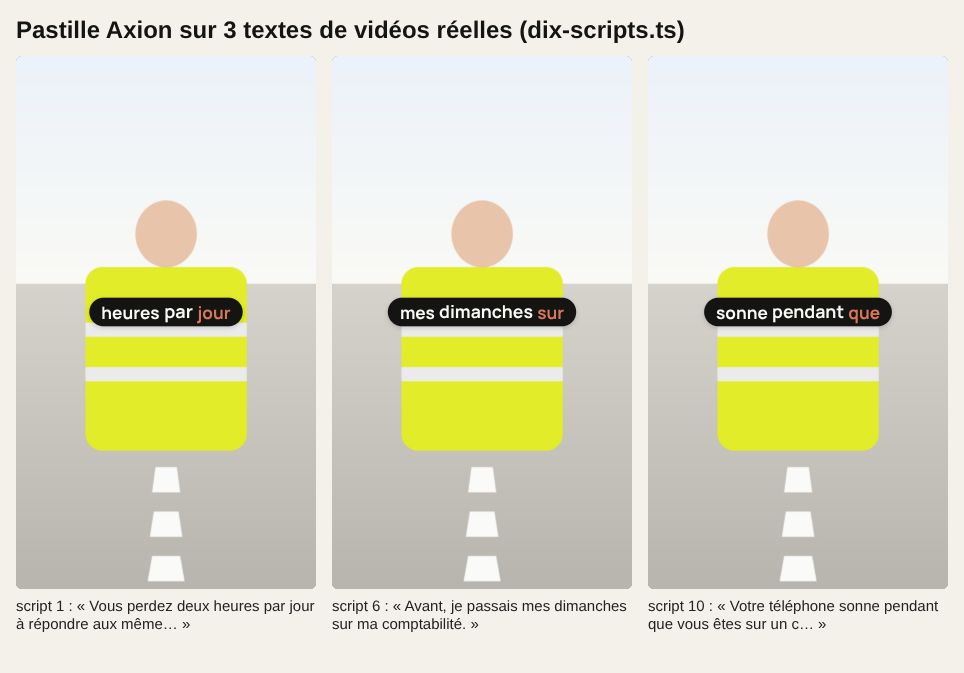 Pastille Axion sur 3 textes de vidéos réelles (dix-scripts.ts)
heures par jour
mes dimanches sur
sonne pendant que
script 1 : « Vous perdez deux heures par jour
à répondre aux même… »
script 6 : « Avant, je passais mes dimanches
sur ma comptabilité. »
script 10 : « Votre téléphone sonne pendant
que vous êtes sur un c… »